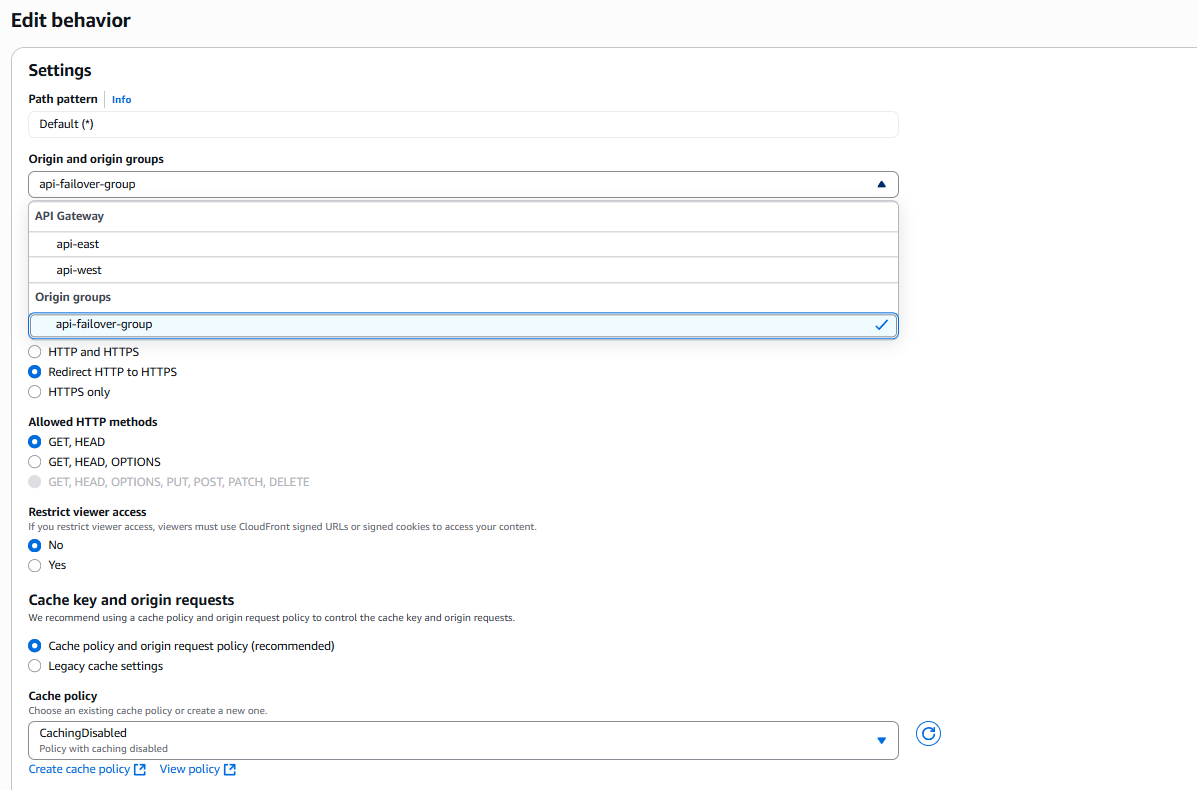 Edit behavior
Settings
Path pattern Info
Default (*)
Origin and origin groups
api-failover-group
API Gateway
api-east
api-west
Origin groups
api-failover-group
HTTP and HTTPS
Redirect HTTP to HTTPS
HTTPS only
Allowed HTTP methods
GET, HEAD
GET, HEAD, OPTIONS
GET, HEAD, OPTIONS, PUT, POST, PATCH, DELETE
Restrict viewer access
If you restrict viewer access, viewers must use CloudFront signed URLs or signed cookies to access your content.
No
Yes
Cache key and origin requests
We recommend using a cache policy and origin request policy to control the cache key and origin requests.
Cache policy and origin request policy (recommended)
Legacy cache settings
Cache policy
Choose an existing cache policy or create a new one.
CachingDisabled
Policy with caching disabled
Create cache policy View policy